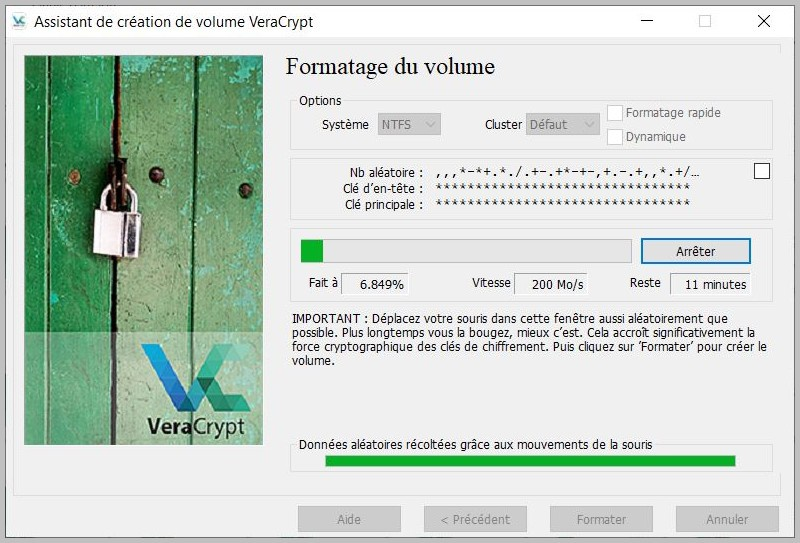 Assistant de création de volume VeraCrypt
Formatage du volume
Options
Système NTFS Cluster Défaut Formatage rapide
Dynamique
Nb aléatoire : ,,,*-*+.*./.+-.+*-+-,+.-.+,,*.+/…
Clé d'en-tête : ********************************
Clé principale : ********************************
Arrêter
Fait à 6.849% Vitesse 200 Mo/s Reste 11 minutes
IMPORTANT : Déplacez votre souris dans cette fenêtre aussi aléatoirement que
possible. Plus longtemps vous la bougez, mieux c'est. Cela accroît significativement la
force cryptographique des clés de chiffrement. Puis cliquez sur 'Formater' pour créer le
volume.
VeraCrypt
Données aléatoires récoltées grâce aux mouvements de la souris
Aide < Précédent Formater Annuler